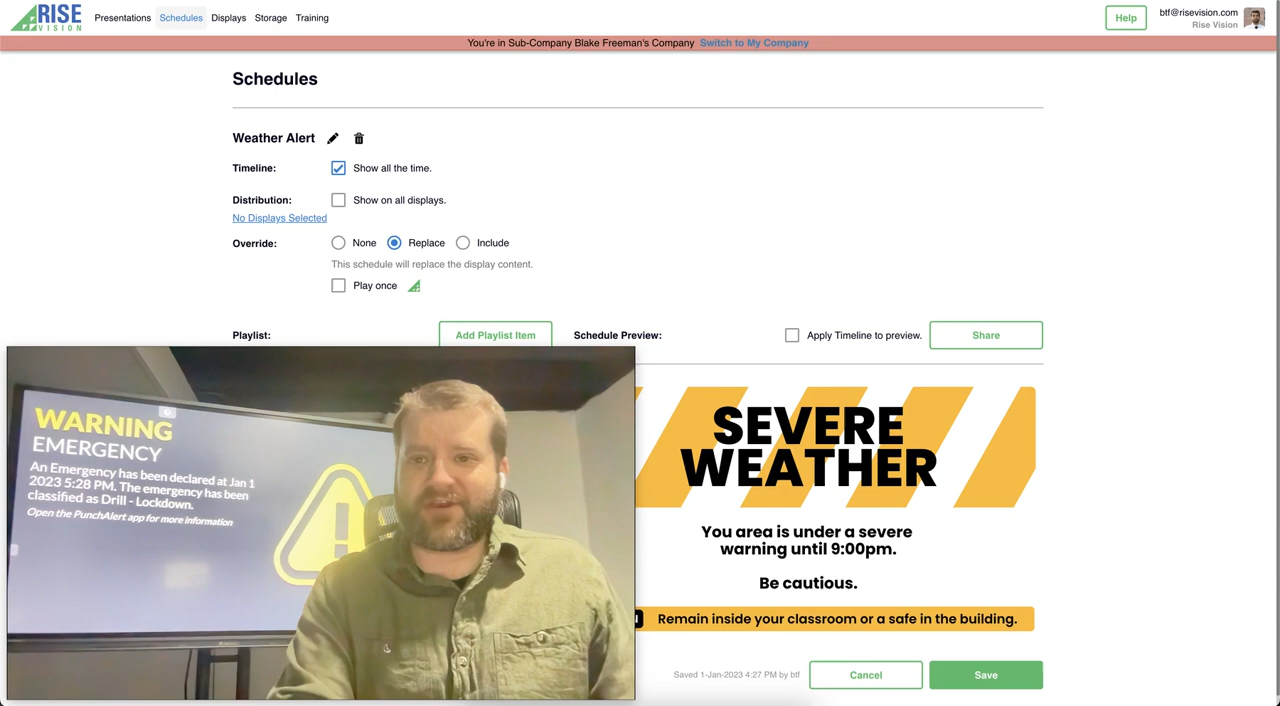 RISE
VISION
Presentations
Schedules
Displays
Storage
Training
Help
btf@risevision.com
Rise Vision
You're in Sub-Company Blake Freeman's Company Switch to My Company
Schedules
Weather Alert
Timeline:
Show all the time.
Distribution:
Show on all displays.
No Displays Selected
Override:
None
Replace
Include
This schedule will replace the display content.
Play once
Playlist:
Add Playlist Item
Schedule Preview:
Apply Timeline to preview.
Share
WARNING
EMERGENCY
An Emergency has been declared at Jan 1
2023 5:28 PM. The emergency has been
classified as Drill - Lockdown.
Open the PunchAlert app for more information
SEVERE
WEATHER
You area is under a severe
warning until 9:00pm.
Be cautious.
Remain inside your classroom or a safe in the building.
Saved 1-Jan-2023 4:27 PM by btf
Cancel
Save